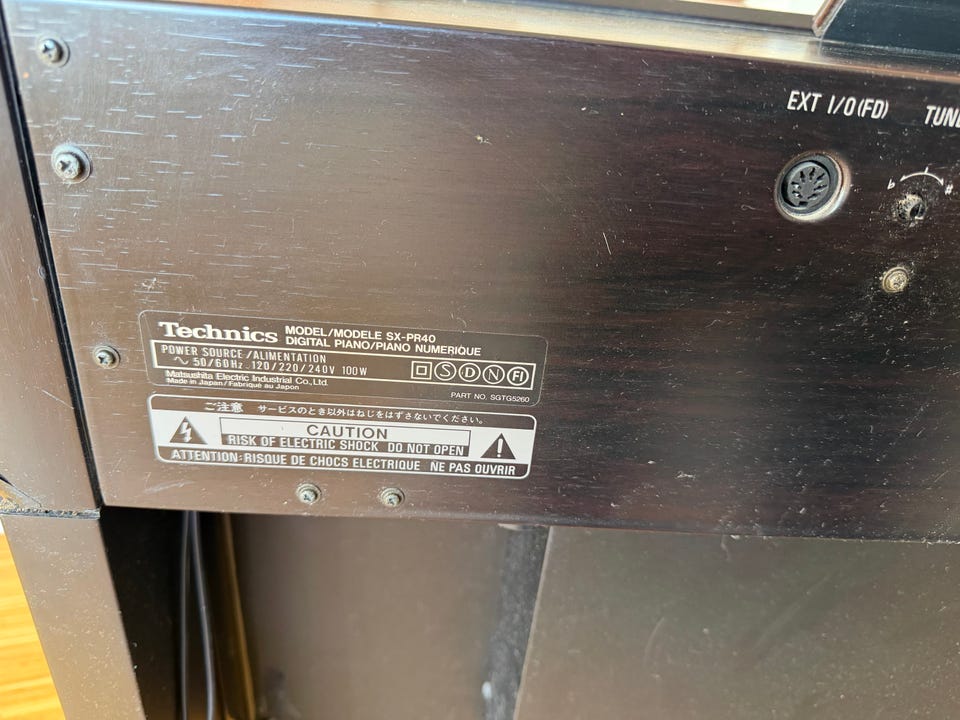 EXT I/O(FD)
TUN
♭ ♯
Technics MODEL/MODELE SX-PR40
DIGITAL PIANO/PIANO NUMERIQUE
POWER SOURCE/ALIMENTATION
~ 50/60Hz 120/220/240V 100W
S D N FI
Matsushita Electric Industrial Co., Ltd.
Made in Japan/Fabriqué au Japon
PART NO. SGTG5260
ご注意 サービスのとき以外はねじをはずさないでください。
CAUTION
RISK OF ELECTRIC SHOCK DO NOT OPEN
ATTENTION: RISQUE DE CHOCS ELECTRIQUE NE PAS OUVRIR